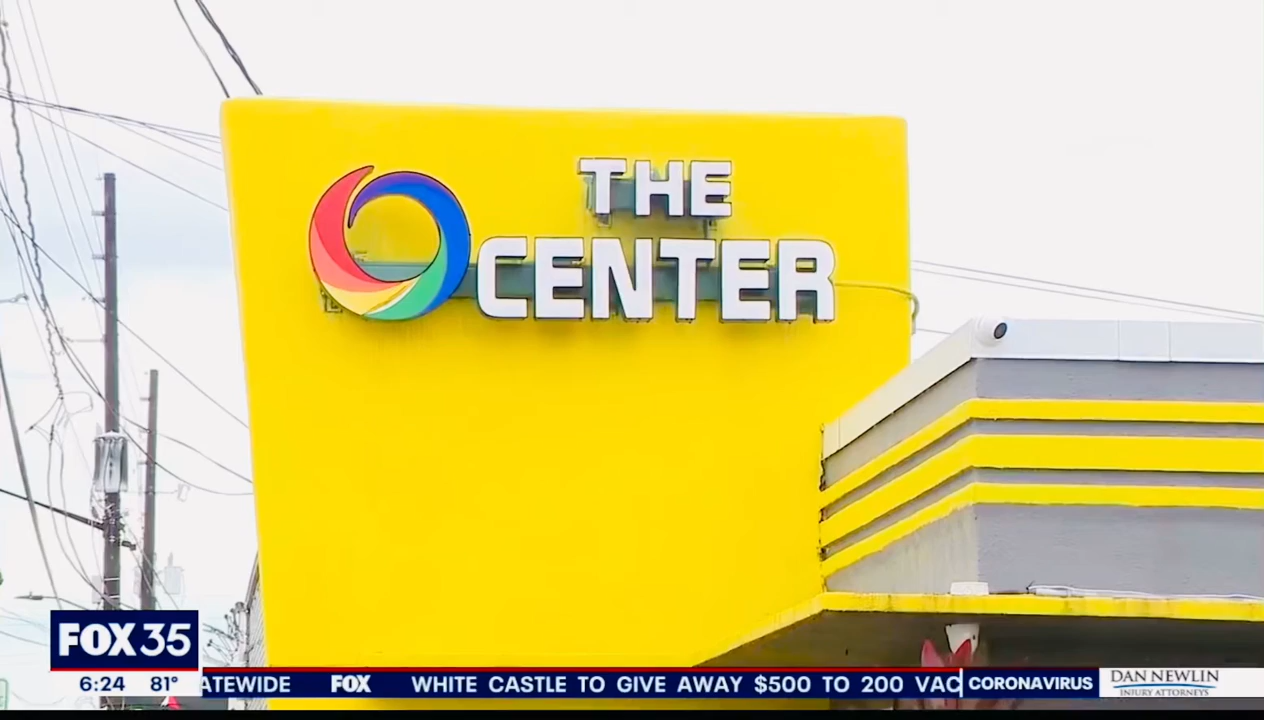 THE
CENTER
FOX 35
6:24 81°
ATEWIDE FOX WHITE CASTLE TO GIVE AWAY $500 TO 200 VAC
CORONAVIRUS
DAN NEWLIN
INJURY ATTORNEYS